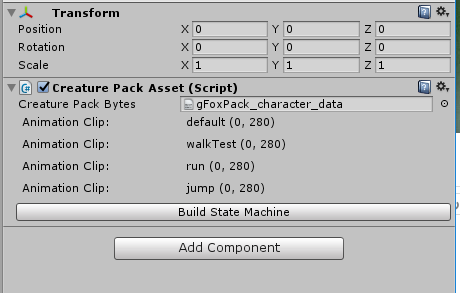 Transform
Position X 0 Y 0 Z 0
Rotation X 0 Y 0 Z 0
Scale X 1 Y 1 Z 1
Creature Pack Asset (Script)
Creature Pack Bytes gFoxPack_character_data
Animation Clip: default (0, 280)
Animation Clip: walkTest (0, 280)
Animation Clip: run (0, 280)
Animation Clip: jump (0, 280)
Build State Machine
Add Component